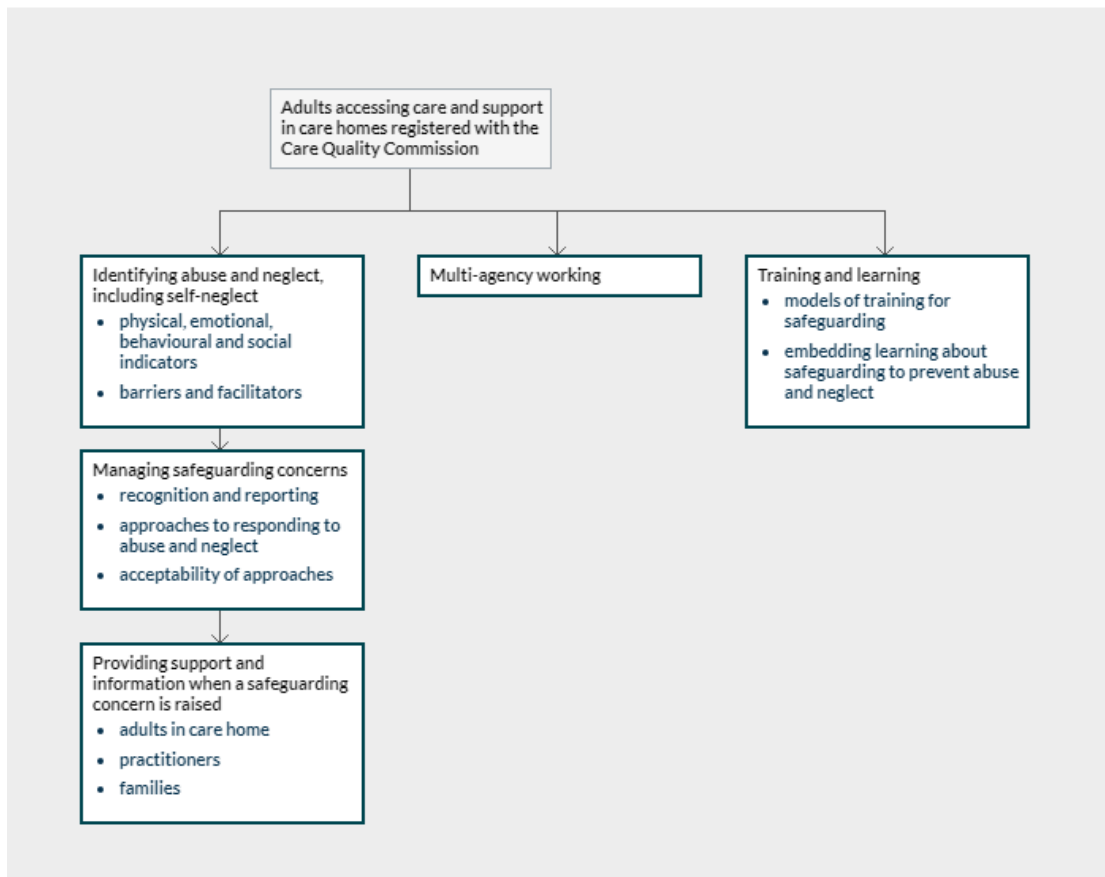 Adults accessing care and support
in care homes registered with the
Care Quality Commission
Identifying abuse and neglect,
including self-neglect
• physical, emotional,
behavioural and social
indicators
• barriers and facilitators
Multi-agency working
Training and learning
• models of training for
safeguarding
• embedding learning about
safeguarding to prevent abuse
and neglect
Managing safeguarding concerns
• recognition and reporting
• approaches to responding to
abuse and neglect
• acceptability of approaches
Providing support and
information when a safeguarding
concern is raised
• adults in care home
• practitioners
• families